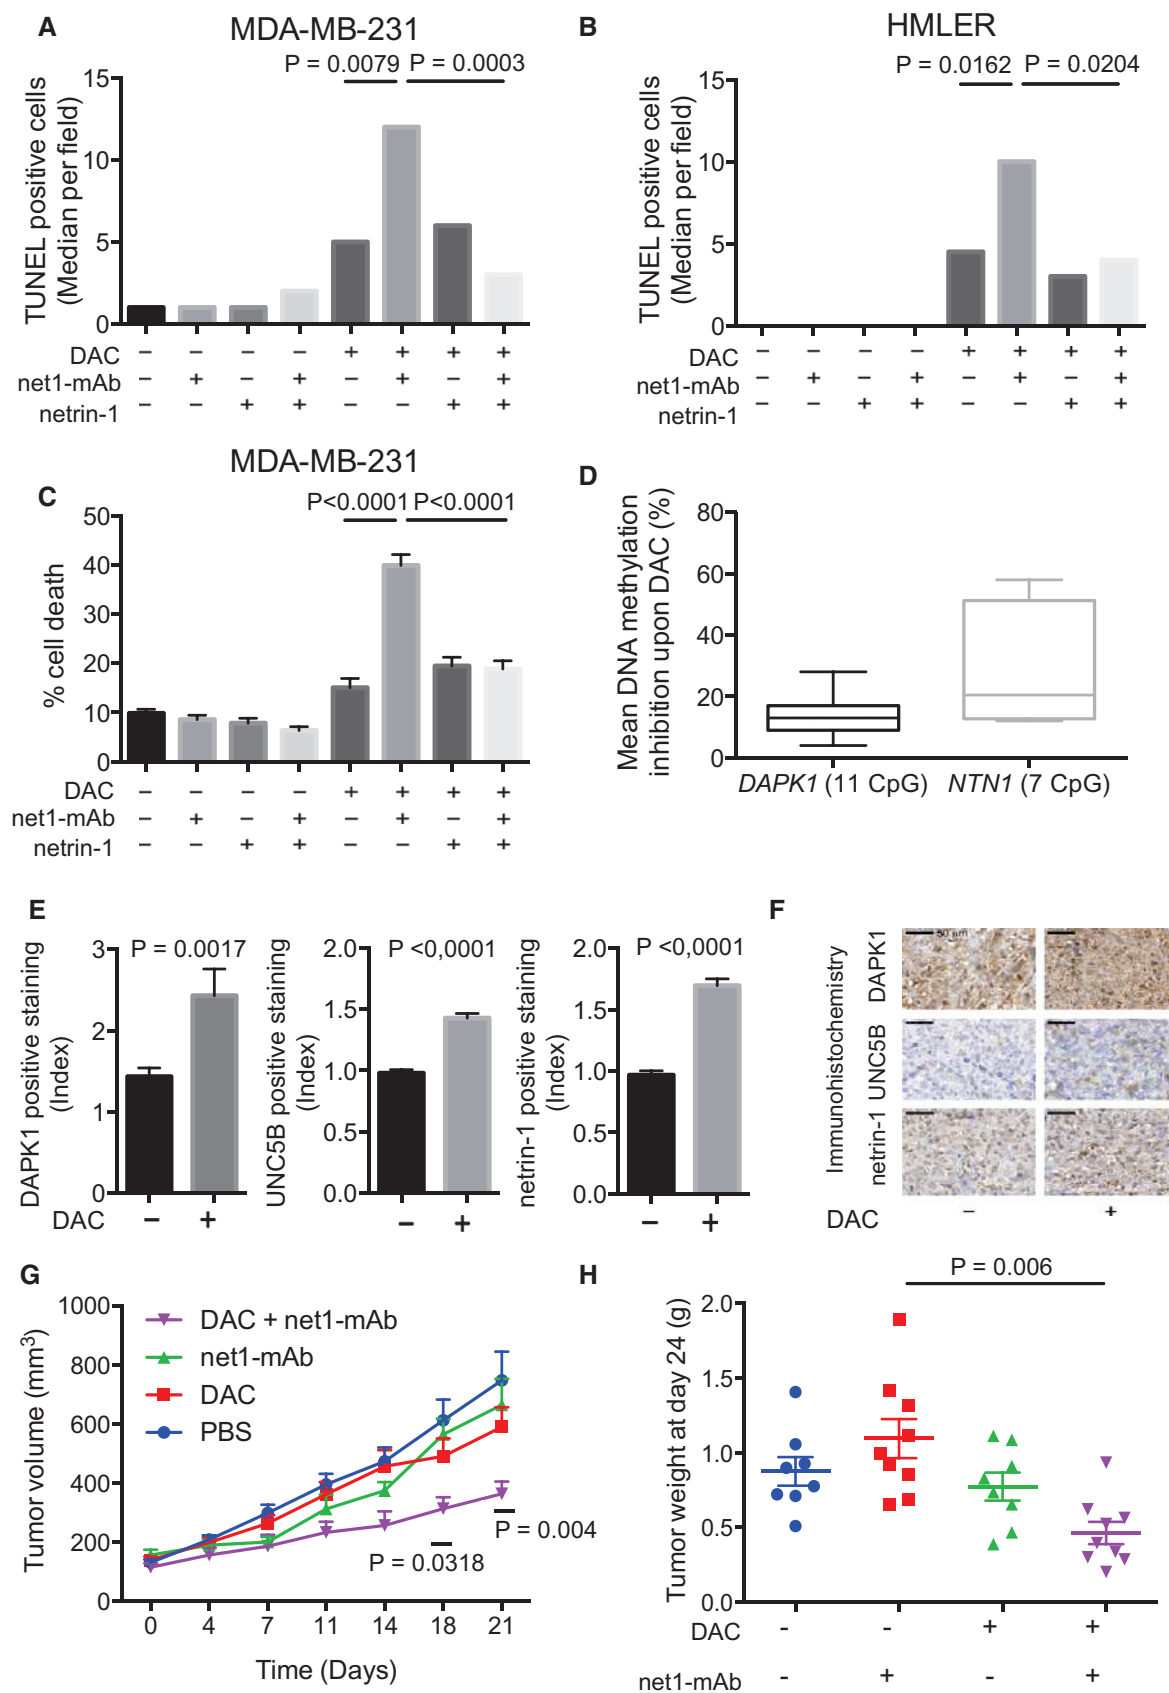 A
MDA-MB-231
P = 0.0079 P = 0.0003
TUNEL positive cells
(Median per field)
15
10
5
0
DAC – – – – + + + +
net1-mAb – + – + – + – +
netrin-1 – – + + – – + +
B
HMLER
P = 0.0162 P = 0.0204
TUNEL positive cells
(Median per field)
15
10
5
0
DAC – – – – + + + +
net1-mAb – + – + – + – +
netrin-1 – – + + – – + +
C
MDA-MB-231
P<0.0001 P<0.0001
% cell death
50
40
30
20
10
0
DAC – – – – + + + +
net1-mAb – + – + – + – +
netrin-1 – – + + – – + +
D
Mean DNA methylation
inhibition upon DAC (%)
80
60
40
20
0
DAPK1 (11 CpG) NTN1 (7 CpG)
E
P = 0.0017
DAPK1 positive staining
(Index)
3
2
1
0
DAC – +
P <,0001
UNC5B positive staining
(Index)
2.0
1.5
1.0
0.5
0.0
– +
P <,0001
netrin-1 positive staining
(Index)
2.0
1.5
1.0
0.5
0.0
– +
F
Immunohistochemistry
DAPK1
50 µm
UNC5B
netrin-1
DAC – +
G
Tumor volume (mm³)
1000
800
600
400
200
0
DAC + net1-mAb
net1-mAb
DAC
PBS
P = 0.004
P = 0.0318
0 4 7 11 14 18 21
Time (Days)
H
P = 0.006
Tumor weight at day 24 (g)
2.0
1.5
1.0
0.5
0.0
DAC - - + +
net1-mAb - + - +